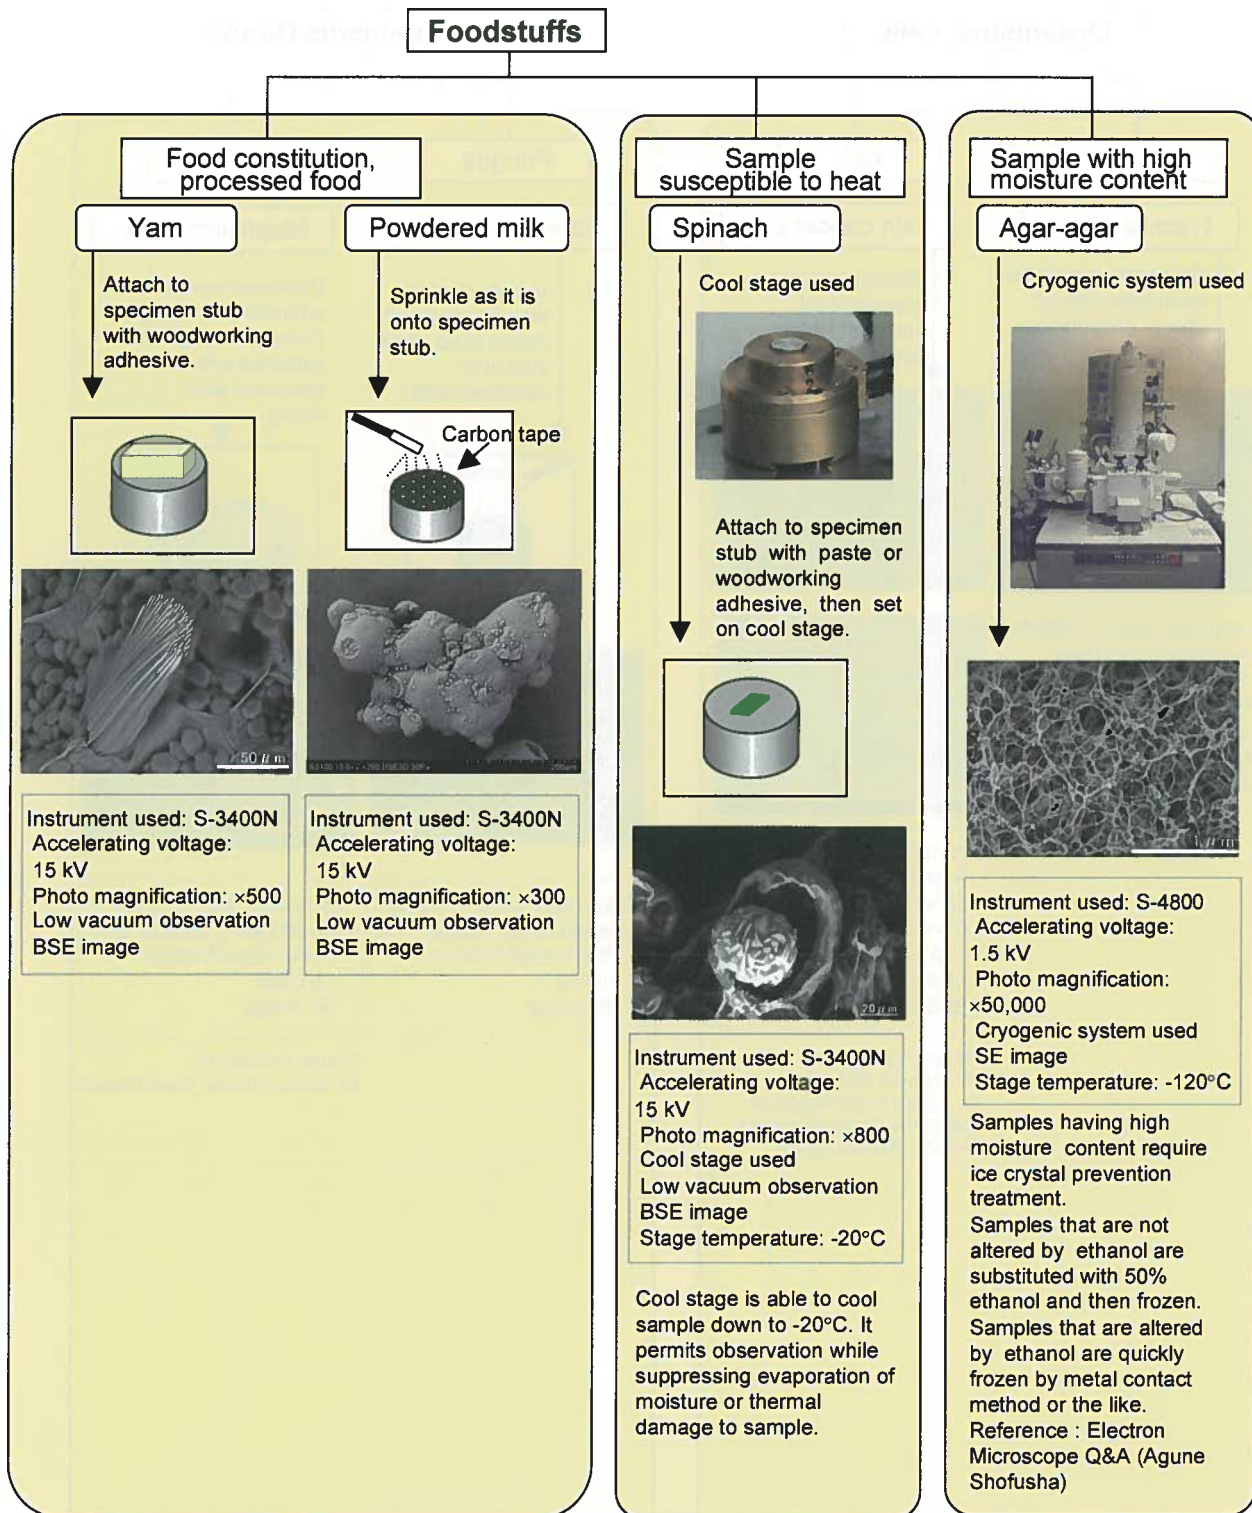 Foodstuffs
Food constitution,
processed food
Yam
Attach to
specimen stub
with woodworking
adhesive.
Powdered milk
Sprinkle as it is
onto specimen
stub.
Carbon tape
×50 μm
200um
Instrument used: S-3400N
Accelerating voltage:
15 kV
Photo magnification: ×500
Low vacuum observation
BSE image
Instrument used: S-3400N
Accelerating voltage:
15 kV
Photo magnification: ×300
Low vacuum observation
BSE image
Sample
susceptible to heat
Spinach
Cool stage used
Attach to specimen
stub with paste or
woodworking
adhesive, then set
on cool stage.
20μm
Instrument used: S-3400N
Accelerating voltage:
15 kV
Photo magnification: ×800
Cool stage used
Low vacuum observation
BSE image
Stage temperature: -20°C
Cool stage is able to cool
sample down to -20°C. It
permits observation while
suppressing evaporation of
moisture or thermal
damage to sample.
Sample with high
moisture content
Agar-agar
Cryogenic system used
1μm
Instrument used: S-4800
Accelerating voltage:
1.5 kV
Photo magnification:
×50,000
Cryogenic system used
SE image
Stage temperature: -120°C
Samples having high
moisture content require
ice crystal prevention
treatment.
Samples that are not
altered by ethanol are
substituted with 50%
ethanol and then frozen.
Samples that are altered
by ethanol are quickly
frozen by metal contact
method or the like.
Reference : Electron
Microscope Q&A (Agune
Shofusha)